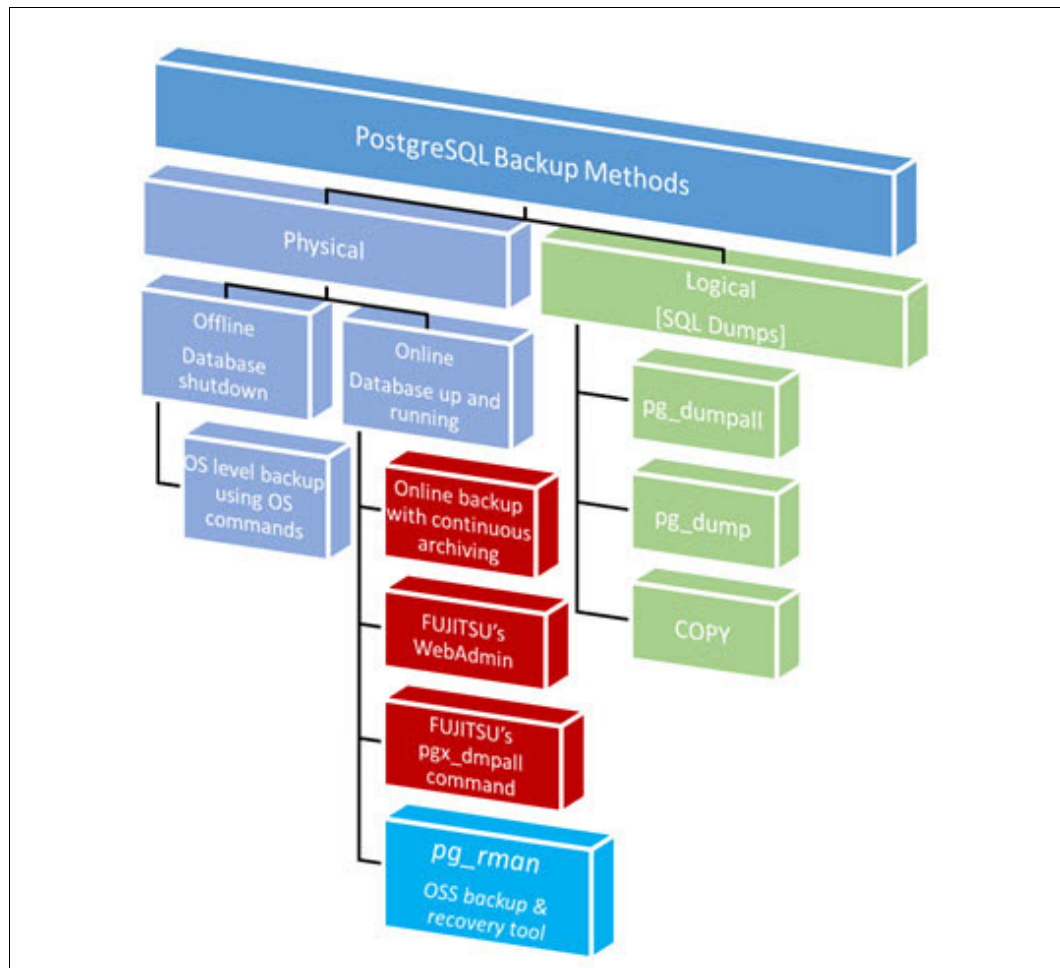 PostgreSQL Backup Methods
Physical
Offline
Database
shutdown
OS level backup
using OS
commands
Online
Database up and
running
Online backup
with continuous
archiving
FUJITSU's
WebAdmin
FUJITSU's
pgx_dmpall
command
pg_rman
OSS backup &
recovery tool
Logical
[SQL Dumps]
pg_dumpall
pg_dump
COPY